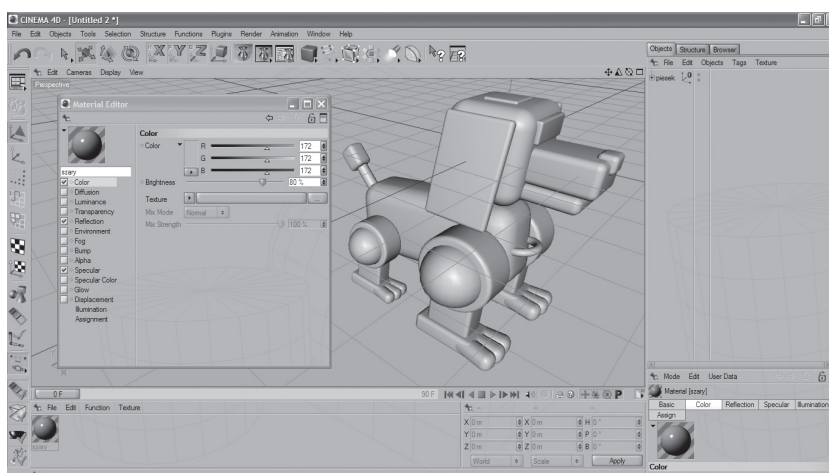 CINEMA 4D - [Untitled 2 *]
File Edit Objects Tools Selection Structure Functions Plugins Render Animation Window Help
Objects Structure Browser
Edit Cameras Display View
File Edit Objects Tags Texture
Perspective
piesek
Material Editor
Color
Color R 172
G 172
B 172
szary
Color
Brightness 80 %
Diffusion
Luminance
Texture ...
Transparency
Mix Mode Normal
Reflection
Mix Strength 100 %
Environment
Fog
Bump
Alpha
Specular
Specular Color
Glow
Displacement
Illumination
Assignment
Mode Edit User Data
0 F 90 F
P
Material [szary]
File Edit Function Texture
Basic Color Reflection Specular Illumination
Assign
X 0 m X 0 m H 0 °
Y 0 m Y 0 m P 0 °
Z 0 m Z 0 m B 0 °
szary
World Scale Apply
Color